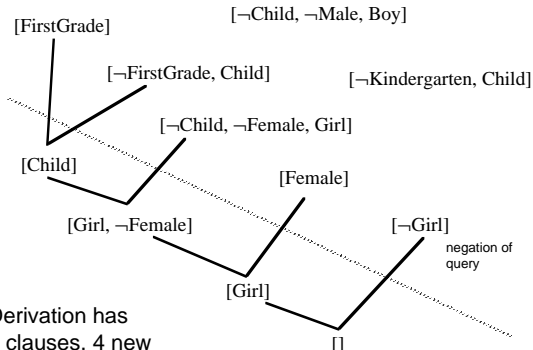 [FirstGrade]
[¬Child, ¬Male, Boy]
[¬FirstGrade, Child]
[¬Kindergarten, Child]
[¬Child, ¬Female, Girl]
[Child]
[Female]
[Girl, ¬Female]
[¬Girl]
negation of
query
[Girl]
Derivation has
clauses, 4 new
[]